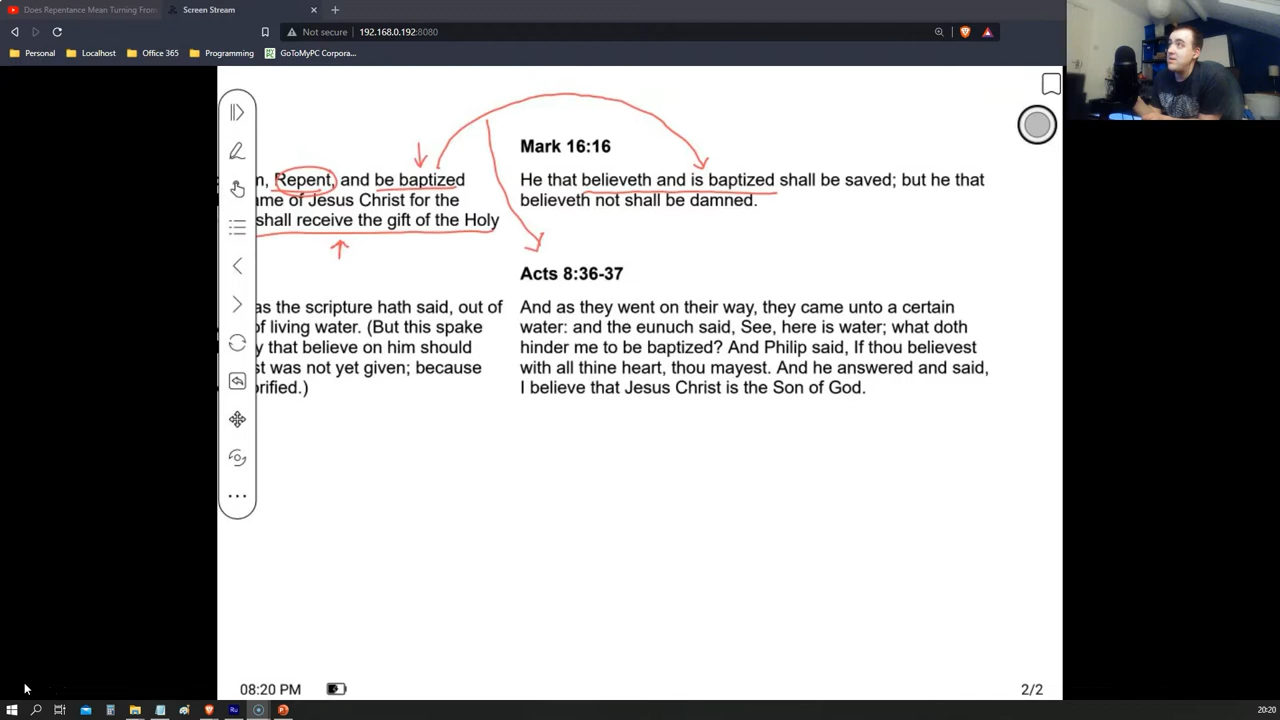 Does Repentance Mean Turning From
Screen Stream
Not secure
192.168.0.192:8080
Personal
Localhost
Office 365
Programming
GoToMyPC Corpora...
Repent, and be baptized
ame of Jesus Christ for the
shall receive the gift of the Holy
as the scripture hath said, out of
of living water. (But this spake
y that believe on him should
st was not yet given; because
orified.)
Mark 16:16
He that believeth and is baptized shall be saved; but he that
believeth not shall be damned.
Acts 8:36-37
And as they went on their way, they came unto a certain
water: and the eunuch said, See, here is water; what doth
hinder me to be baptized? And Philip said, If thou believest
with all thine heart, thou mayest. And he answered and said,
I believe that Jesus Christ is the Son of God.
08:20 PM
2/2
20:20